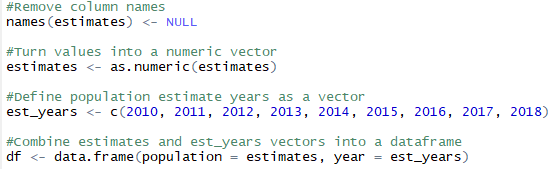 #Remove column names
names(estimates) <- NULL
#Turn values into a numeric vector
estimates <- as.numeric(estimates)
#Define population estimate years as a vector
est_years <- c(2010, 2011, 2012, 2013, 2014, 2015, 2016, 2017, 2018)
#Combine estimates and est_years vectors into a dataframe
df <- data.frame(population = estimates, year = est_years)